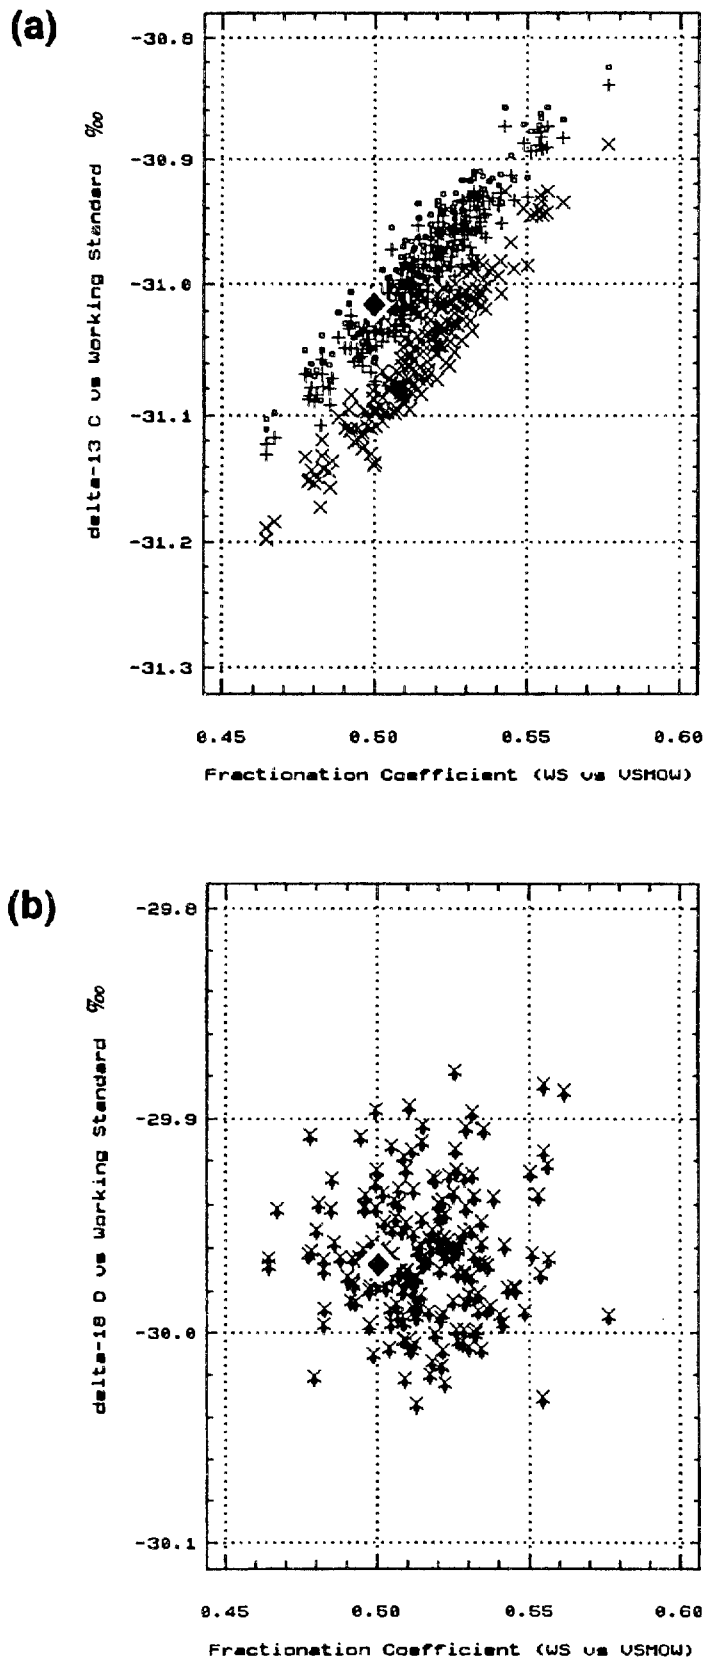 (a)
-30.8
-30.9
-31.0
-31.1
-31.2
-31.3
delta-13 C vs Working Standard ‰
0.45 0.50 0.55 0.60
Fractionation Coefficient (WS vs VSMOW)
(b)
-29.8
-29.9
-30.0
-30.1
delta-18 O vs Working Standard ‰
0.45 0.50 0.55 0.60
Fractionation Coefficient (WS vs VSMOW)